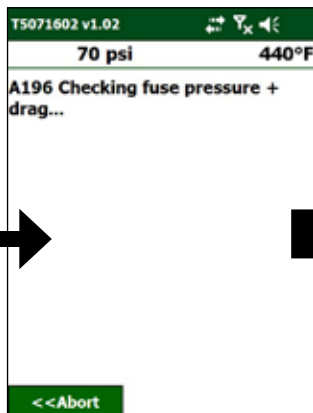 T5071602 v1.02
70 psi 440°F
A196 Checking fuse pressure +
drag...
<<Abort